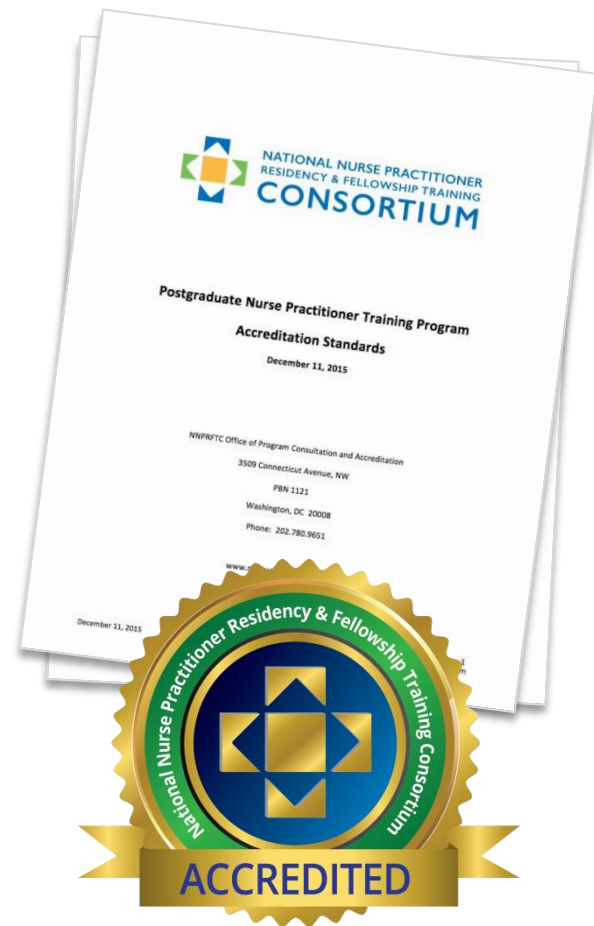 NATIONAL NURSE PRACTITIONER
RESIDENCY & FELLOWSHIP TRAINING
CONSORTIUM
Postgraduate Nurse Practitioner Training Program
Accreditation Standards
December 11, 2015
NNPRFTC Office of Program Consultation and Accreditation
3509 Connecticut Avenue, NW
PBN 1121
Washington, DC 20008
Phone: 202.780.9651
December 11, 2015
National Nurse Practitioner Residency & Fellowship Training Consortium
ACCREDITED